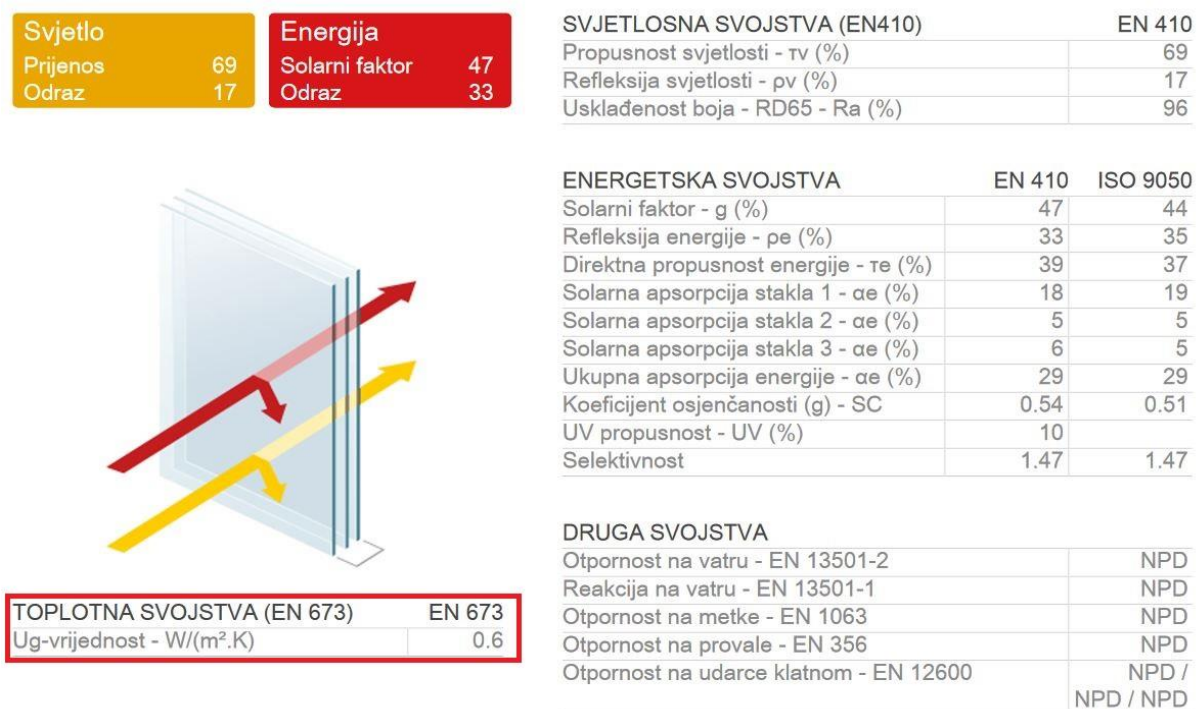 Svjetlo
Prijenos 69
Odraz 17
Energija
Solarni faktor 47
Odraz 33
TOPLOTNA SVOJSTVA (EN 673) EN 673
Ug-vrijednost - W/(m².K) 0.6
SVJETLOSNA SVOJSTVA (EN410) EN 410
Propusnost svjetlosti - τv (%) 69
Refleksija svjetlosti - ρv (%) 17
Usklađenost boja - RD65 - Ra (%) 96
ENERGETSKA SVOJSTVA EN 410 ISO 9050
Solarni faktor - g (%) 47 44
Refleksija energije - ρe (%) 33 35
Direktna propusnost energije - τe (%) 39 37
Solarna apsorpcija stakla 1 - αe (%) 18 19
Solarna apsorpcija stakla 2 - αe (%) 5 5
Solarna apsorpcija stakla 3 - αe (%) 6 5
Ukupna apsorpcija energije - αe (%) 29 29
Koeficijent osjenčanosti (g) - SC 0.54 0.51
UV propusnost - UV (%) 10
Selektivnost 1.47 1.47
DRUGA SVOJSTVA
Otpornost na vatru - EN 13501-2 NPD
Reakcija na vatru - EN 13501-1 NPD
Otpornost na metke - EN 1063 NPD
Otpornost na provale - EN 356 NPD
Otpornost na udarce klatnom - EN 12600 NPD /
NPD / NPD